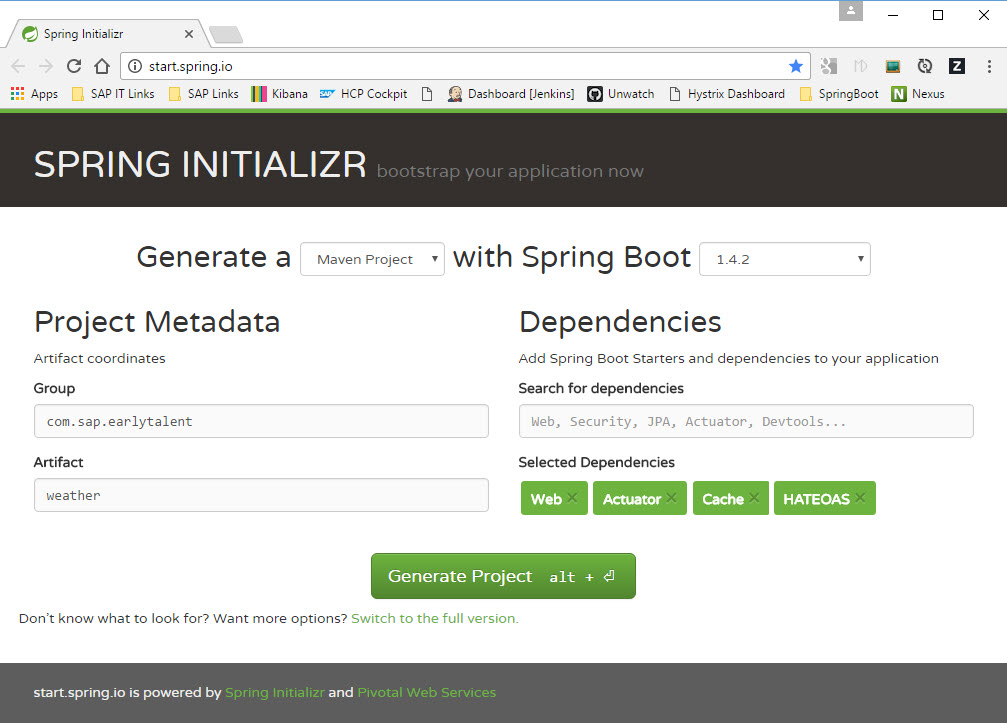 Spring Initializr
start.spring.io
Apps SAP IT Links SAP Links Kibana SAP HCP Cockpit Dashboard [Jenkins] Unwatch Hystrix Dashboard SpringBoot N Nexus
SPRING INITIALIZR bootstrap your application now
Generate a Maven Project with Spring Boot 1.4.2
Project Metadata
Artifact coordinates
Group
com.sap.earlytalent
Artifact
weather
Dependencies
Add Spring Boot Starters and dependencies to your application
Search for dependencies
Web, Security, JPA, Actuator, Devtools...
Selected Dependencies
Web × Actuator × Cache × HATEOAS ×
Generate Project alt + ⏎
Don't know what to look for? Want more options? Switch to the full version.
start.spring.io is powered by Spring Initializr and Pivotal Web Services